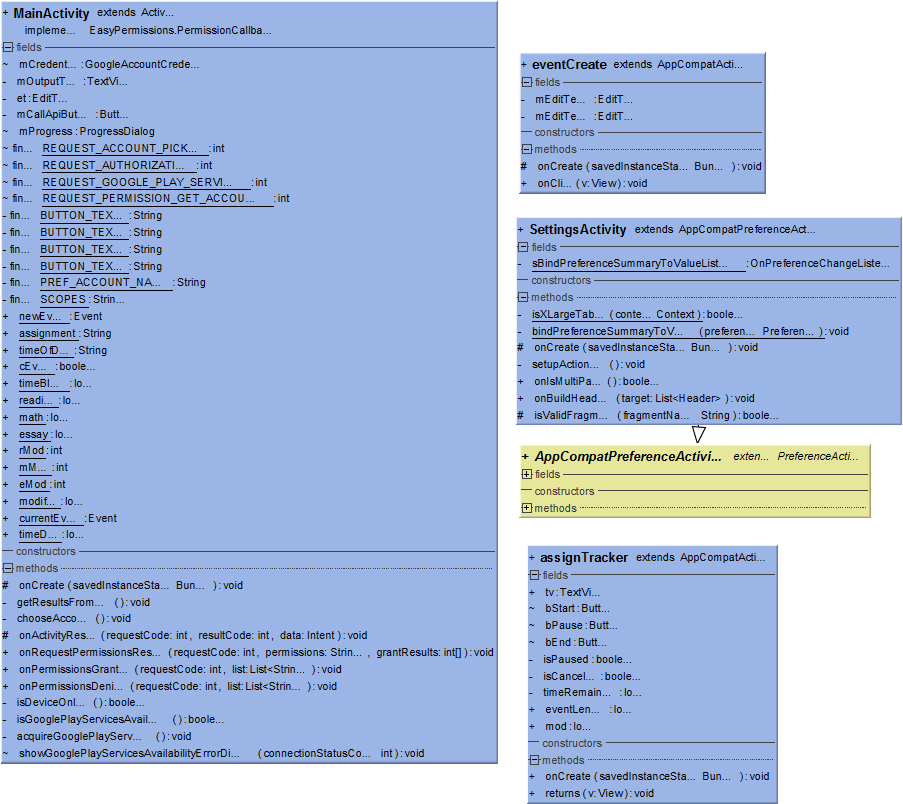 + MainActivity extends Activ...
impleme... EasyPermissions.PermissionCallba...
fields
~ mCredent... :GoogleAccountCrede...
- mOutputT... :TextVi...
- et:EditT...
- mCallApiBut... :Butt...
~ mProgress:ProgressDialog
~ fin... REQUEST_ACCOUNT_PICK... :int
~ fin... REQUEST_AUTHORIZATI... :int
~ fin... REQUEST_GOOGLE_PLAY_SERVI... :int
~ fin... REQUEST_PERMISSION_GET_ACCOU... :int
- fin... BUTTON_TEX... :String
- fin... BUTTON_TEX... :String
- fin... BUTTON_TEX... :String
- fin... BUTTON_TEX... :String
- fin... PREF_ACCOUNT_NA... :String
- fin... SCOPES:Strin...
+ newEv... :Event
+ assignment:String
+ timeOfD... :String
+ cEv... :boole...
+ timeBl... :lo...
+ readi... :lo...
+ math:lo...
+ essay:lo...
+ rMod:int
+ mM... :int
+ eMod:int
+ modif... :lo...
+ currentEv... :Event
+ timeD... :lo...
constructors
methods
# onCreate (savedInstanceSta... Bun... ):void
- getResultsFrom... ():void
- chooseAcco... ():void
# onActivityRes... (requestCode:int, resultCode:int, data:Intent):void
+ onRequestPermissionsRes... (requestCode:int, permissions:Strin... , grantResults:int[]):void
+ onPermissionsGrant... (requestCode:int, list:List<Strin... ):void
+ onPermissionsDeni... (requestCode:int, list:List<Strin... ):void
- isDeviceOnl... ():boole...
- isGooglePlayServicesAvail... ():boole...
- acquireGooglePlayServ... ():void
~ showGooglePlayServicesAvailabilityErrorDi... (connectionStatusCo... int):void
+ eventCreate extends AppCompatActi...
fields
- mEditTe... :EditT...
- mEditTe... :EditT...
constructors
methods
# onCreate (savedInstanceSta... Bun... ):void
+ onCli... (v:View):void
+ SettingsActivity extends AppCompatPreferenceAct...
fields
- sBindPreferenceSummaryToValueList... :OnPreferenceChangeListe...
constructors
methods
- isXLargeTab... (conte... Context):boole...
- bindPreferenceSummaryToV... (preferen... Preferen... ):void
# onCreate (savedInstanceSta... Bun... ):void
- setupAction... ():void
+ onIsMultiPa... ():boole...
+ onBuildHead... (target:List<Header> ):void
# isValidFragm... (fragmentNa... String):boole...
+ AppCompatPreferenceActivi... exten... PreferenceActi...
fields
constructors
methods
+ assignTracker extends AppCompatActi...
fields
+ tv:TextVi...
~ bStart:Butt...
~ bPause:Butt...
~ bEnd:Butt...
- isPaused:boole...
- isCancel... :boole...
- timeRemain... :lo...
+ eventLen... :lo...
+ mod:lo...
constructors
methods
+ onCreate (savedInstanceSta... Bun... ):void
+ returns (v:View):void